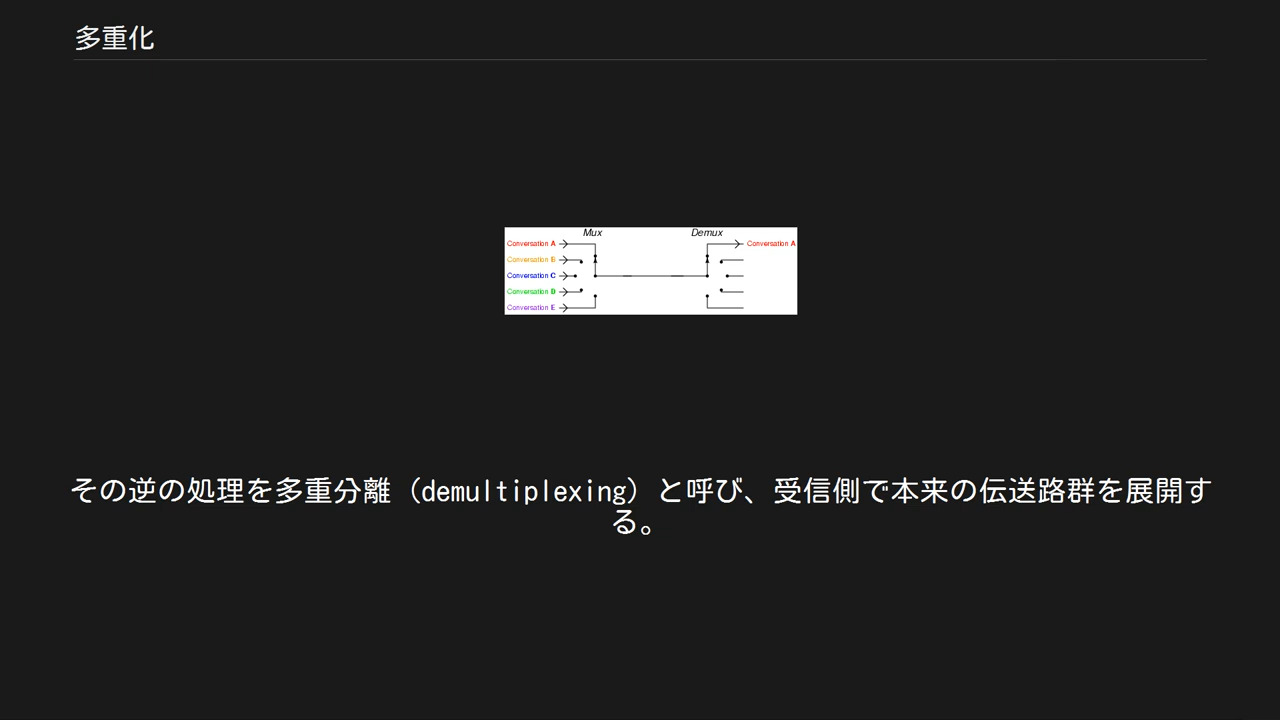 多重化
Mux Demux
Conversation A Conversation A
Conversation B
Conversation C
Conversation D
Conversation E
その逆の処理を多重分離（demultiplexing）と呼び、受信側で本来の伝送路群を展開す
る。